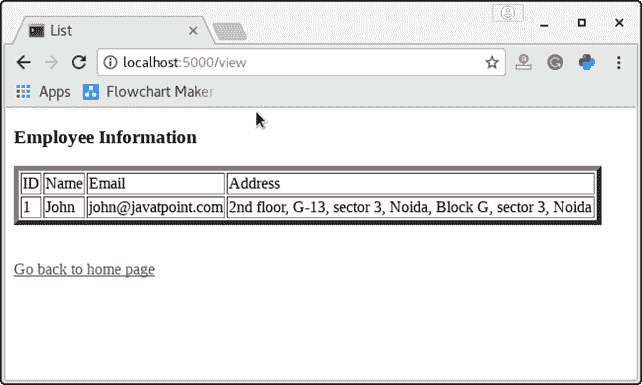 List
localhost:5000/view
Apps Flowchart Maker
Employee Information
ID Name Email Address
1 John john@javatpoint.com 2nd floor, G-13, sector 3, Noida, Block G, sector 3, Noida
Go back to home page